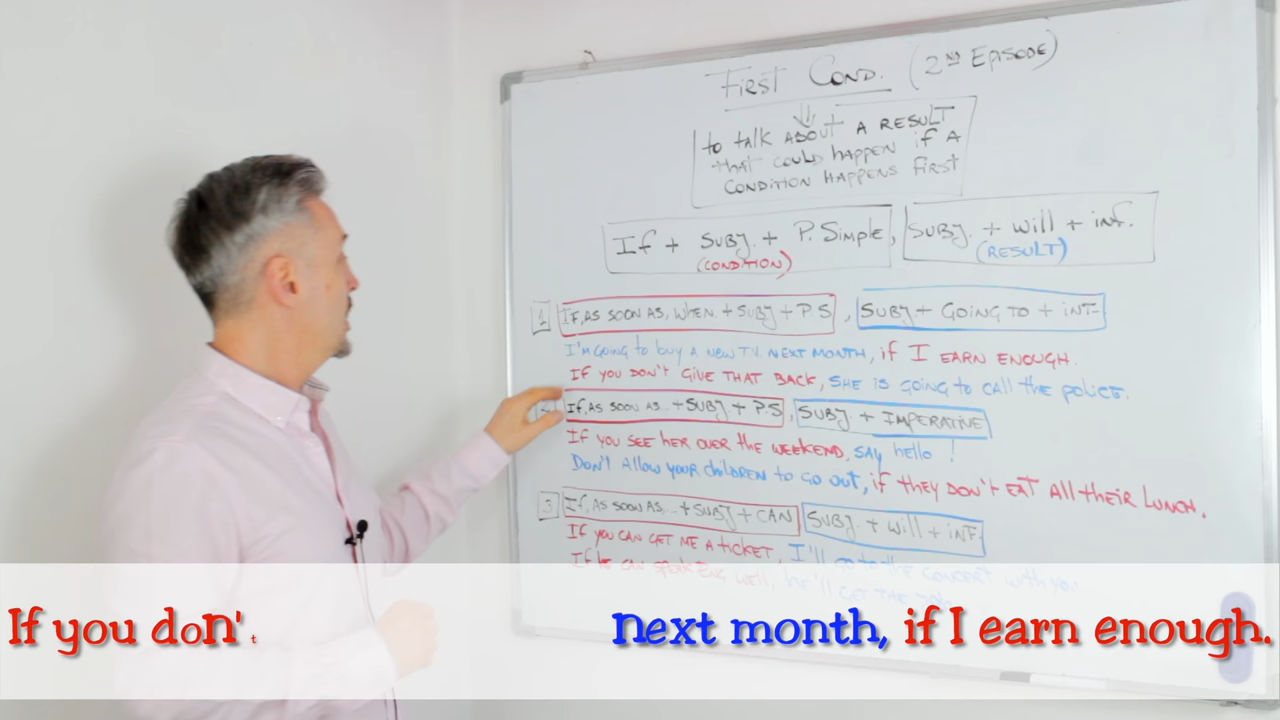 First Cond. (2ND Episode)
to talk about a result
that could happen if a
condition happens first
If + Subj. + P. Simple, Subj. + will + inf.
(condition) (result)
1 If, as soon as, when. + Subj + P.S , Subj + going to + inf.
I'm going to buy a new T.V. next month, if I earn enough.
If you don't give that back, she is going to call the police.
If, as soon as... + Subj + P.S , Subj + imperative
If you see her over the weekend, say hello !
Don't allow your children to go out, if they don't eat all their lunch.
3 If, as soon as... + Subj + can Subj. + will + inf.
If you can get me a ticket, I'll go to the concert with you
If he can well, he'll get the
If you don't next month, if I earn enough.